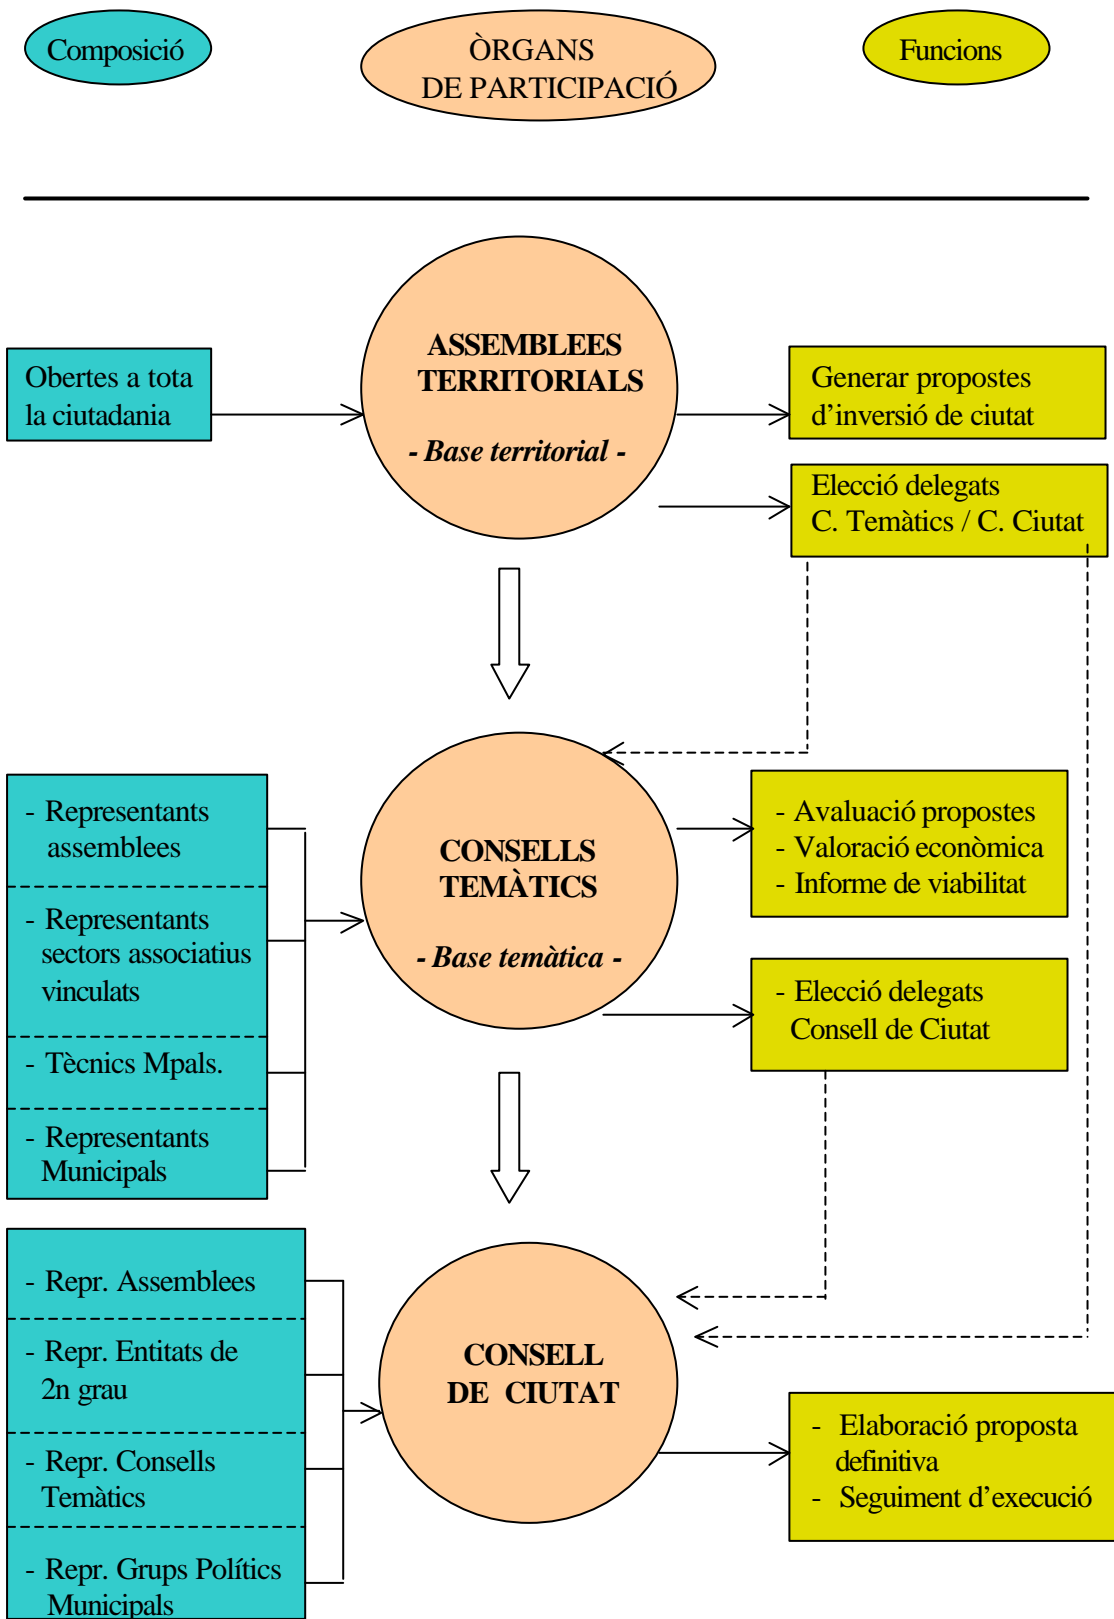 Composició
ÒRGANS
DE PARTICIPACIÓ
Funcions
Obertes a tota
la ciutadania
ASSEMBLEES
TERRITORIALS
- Base territorial -
Generar propostes
d’inversió de ciutat
Elecció delegats
C. Temàtics / C. Ciutat
- Representants
assemblees
- Representants
sectors associatius
vinculats
- Tècnics Mpals.
- Representants
Municipals
CONSELLS
TEMÀTICS
- Base temàtica -
- Avaluació propostes
- Valoració econòmica
- Informe de viabilitat
- Elecció delegats
Consell de Ciutat
- Repr. Assemblees
- Repr. Entitats de
2n grau
- Repr. Consells
Temàtics
- Repr. Grups Polítics
Municipals
CONSELL
DE CIUTAT
- Elaboració proposta
definitiva
- Seguiment d’execució